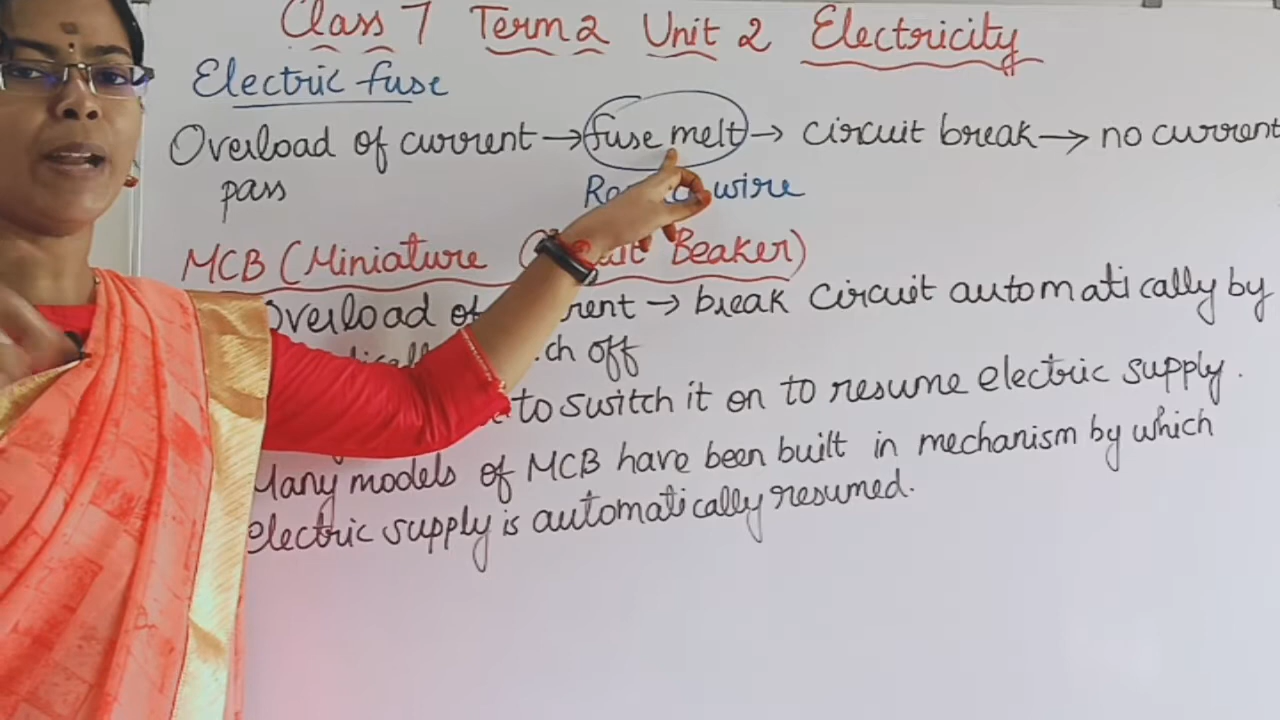 Class 7 Term 2 Unit 2 Electricity
Electric fuse
Overload of current → fuse melt → circuit break → no current
pass
wire
MCB (Miniature Beaker)
Overload of → break circuit automatically by
off
to switch it on to resume electric supply.
Many models of MCB have been built in mechanism by which
electric supply is automatically resumed.